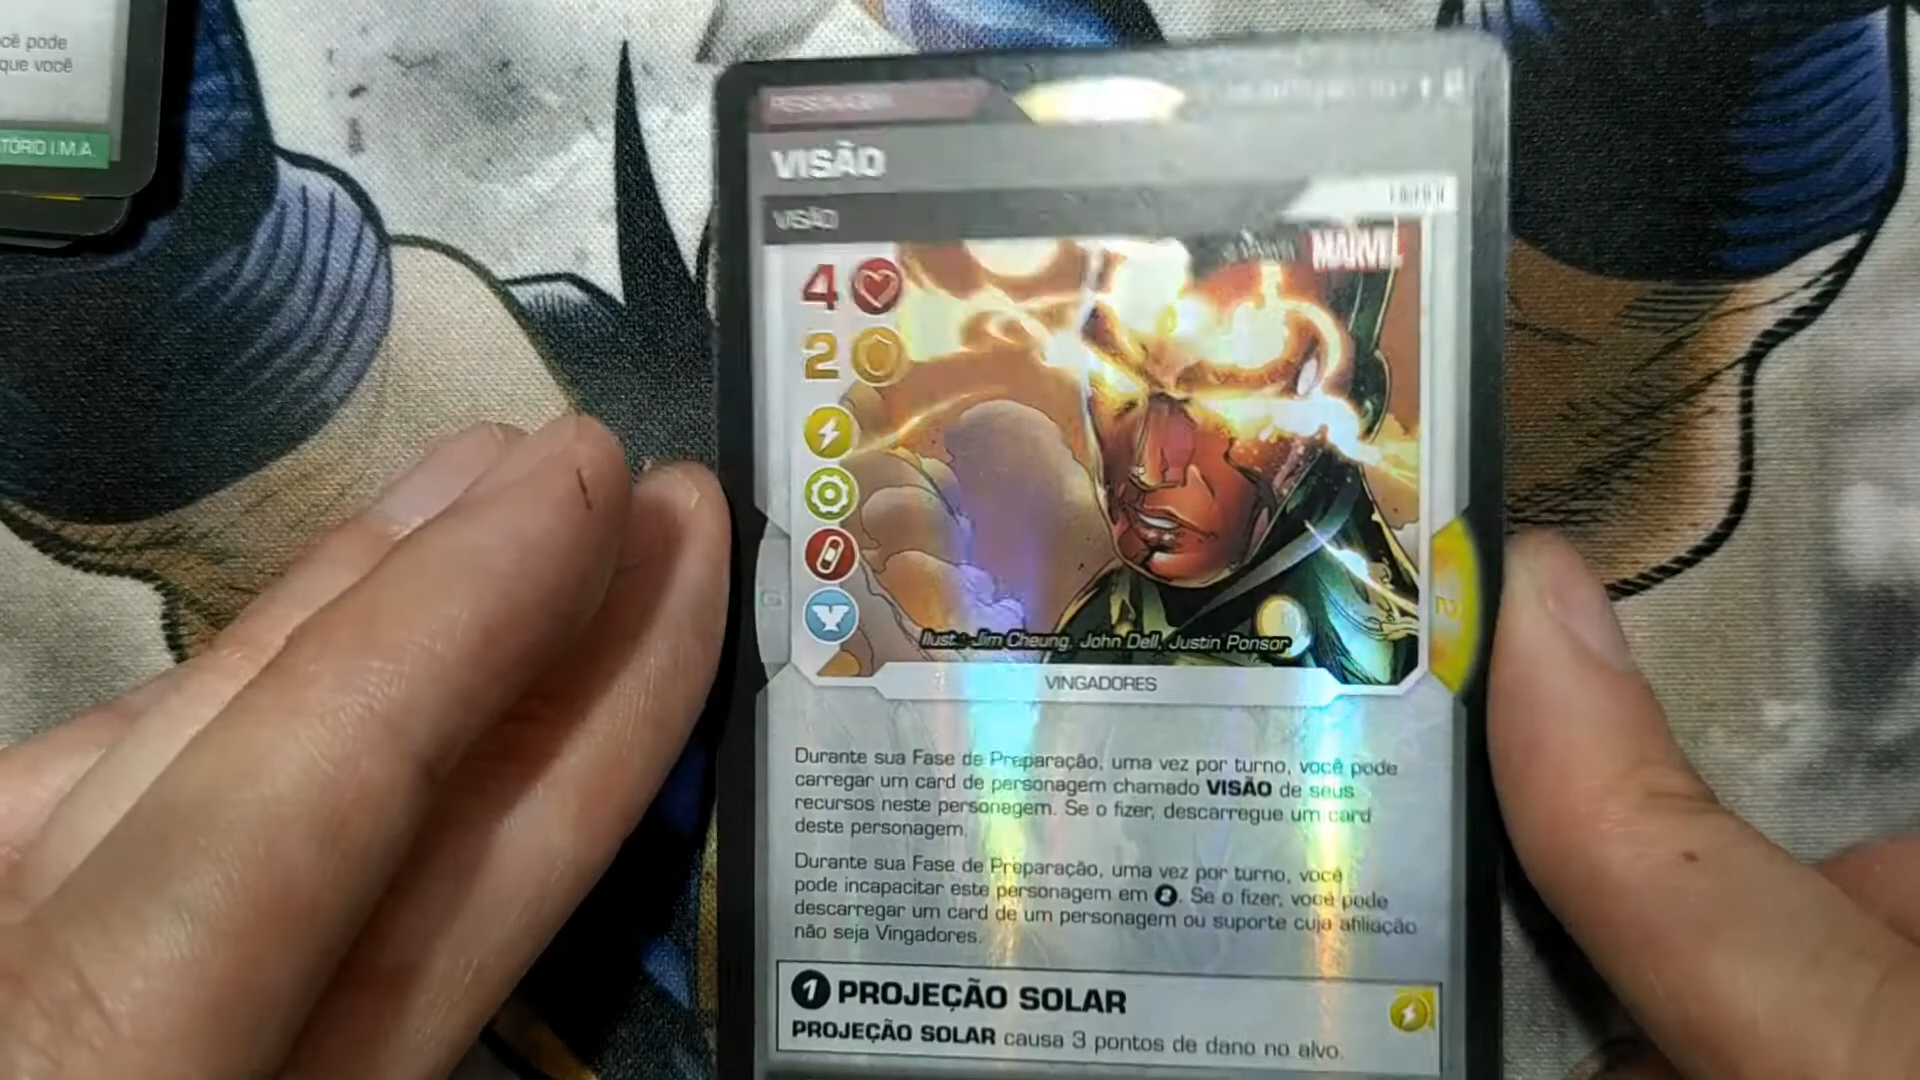 cê pode
que você
TÓRIO I.M.A.
PERSONAGEM
VISÃO
VISÃO
MARVEL
4
2
Ilust.: Jim Cheung, John Dell, Justin Ponsor
VINGADORES
Durante sua Fase de Preparação, uma vez por turno, você pode
carregar um card de personagem chamado VISÃO de seus
recursos neste personagem. Se o fizer, descarregue um card
deste personagem.
Durante sua Fase de Preparação, uma vez por turno, você
pode incapacitar este personagem em 2. Se o fizer, você pode
descarregar um card de um personagem ou suporte cuja afiliação
não seja Vingadores.
1 PROJEÇÃO SOLAR
PROJEÇÃO SOLAR causa 3 pontos de dano no alvo.